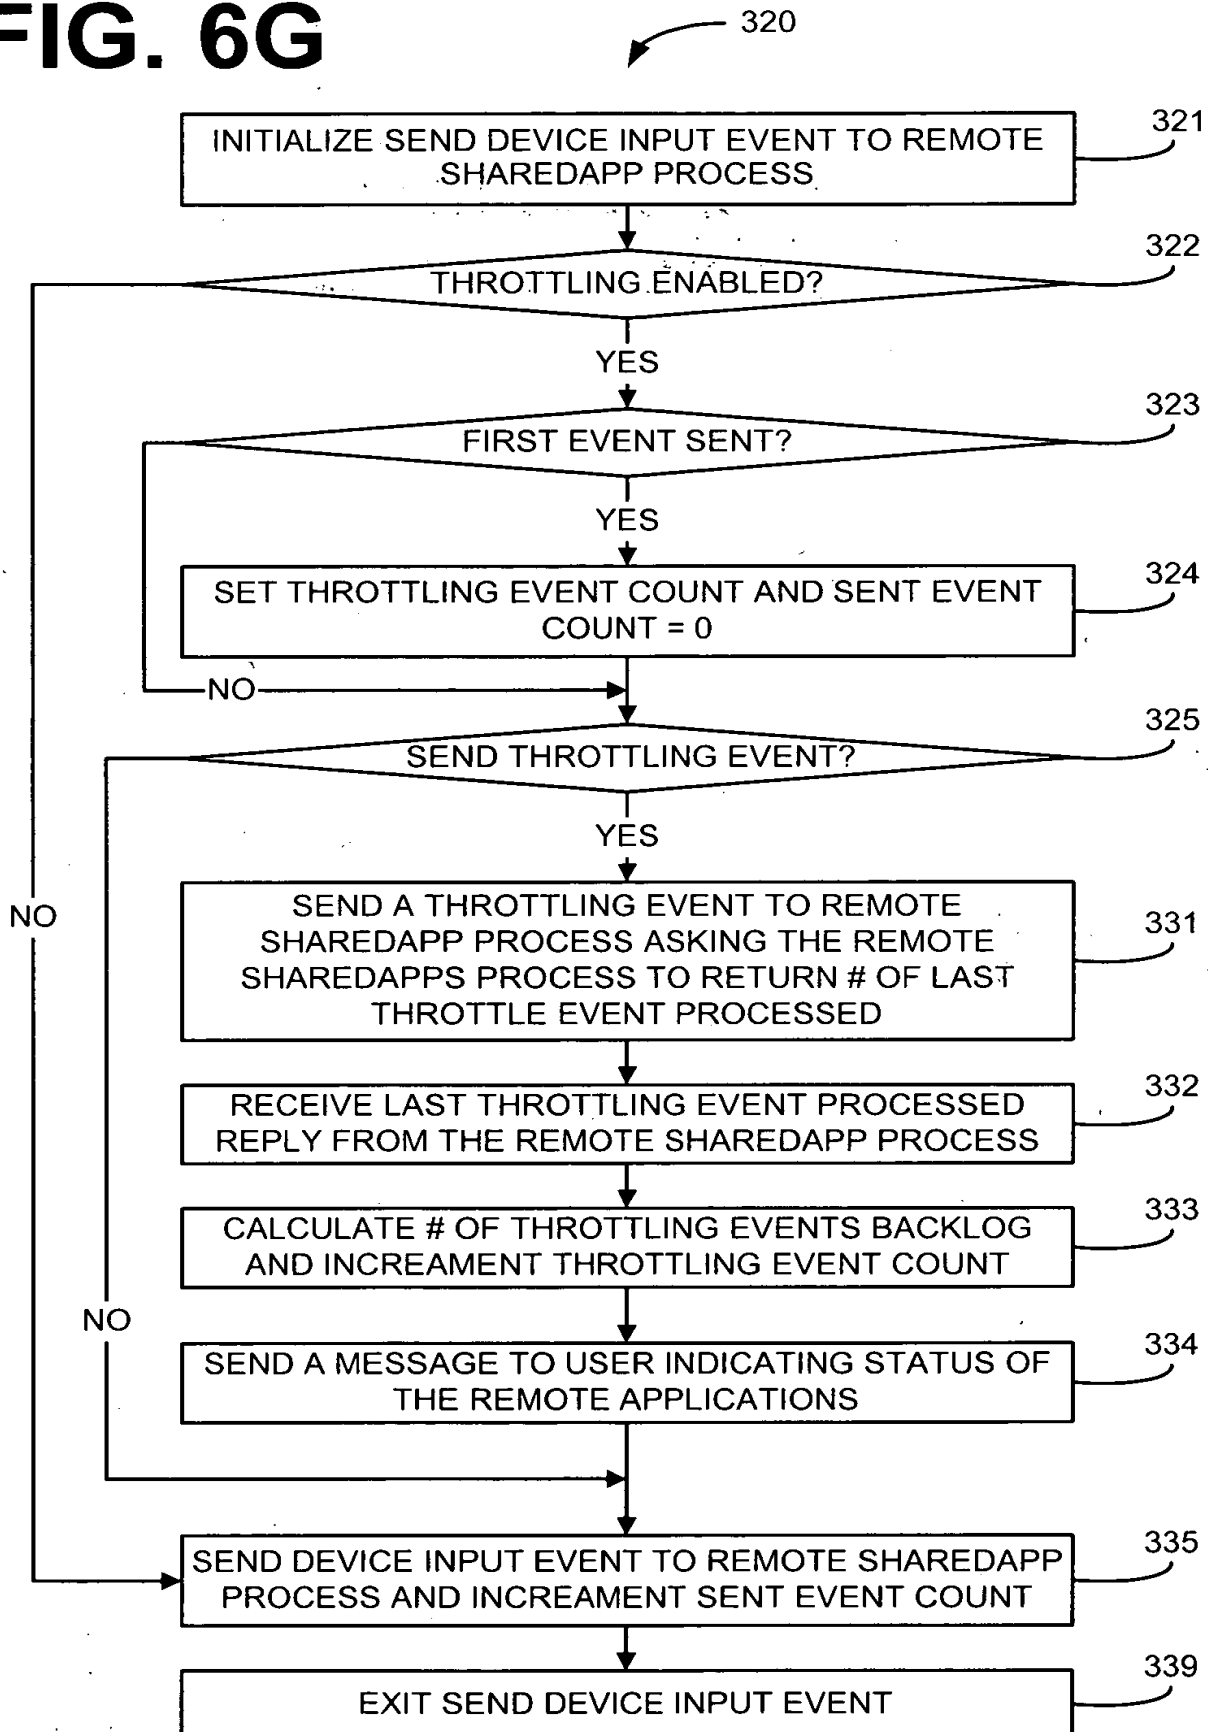 FIG. 6G
320
321
INITIALIZE SEND DEVICE INPUT EVENT TO REMOTE
SHAREDAPP PROCESS
322
THROTTLING ENABLED?
YES
323
FIRST EVENT SENT?
YES
324
SET THROTTLING EVENT COUNT AND SENT EVENT
COUNT = 0
NO
325
SEND THROTTLING EVENT?
YES
NO
331
SEND A THROTTLING EVENT TO REMOTE
SHAREDAPP PROCESS ASKING THE REMOTE
SHAREDAPPS PROCESS TO RETURN # OF LAST
THROTTLE EVENT PROCESSED
332
RECEIVE LAST THROTTLING EVENT PROCESSED
REPLY FROM THE REMOTE SHAREDAPP PROCESS
333
CALCULATE # OF THROTTLING EVENTS BACKLOG
AND INCREAMENT THROTTLING EVENT COUNT
NO
334
SEND A MESSAGE TO USER INDICATING STATUS OF
THE REMOTE APPLICATIONS
335
SEND DEVICE INPUT EVENT TO REMOTE SHAREDAPP
PROCESS AND INCREAMENT SENT EVENT COUNT
339
EXIT SEND DEVICE INPUT EVENT